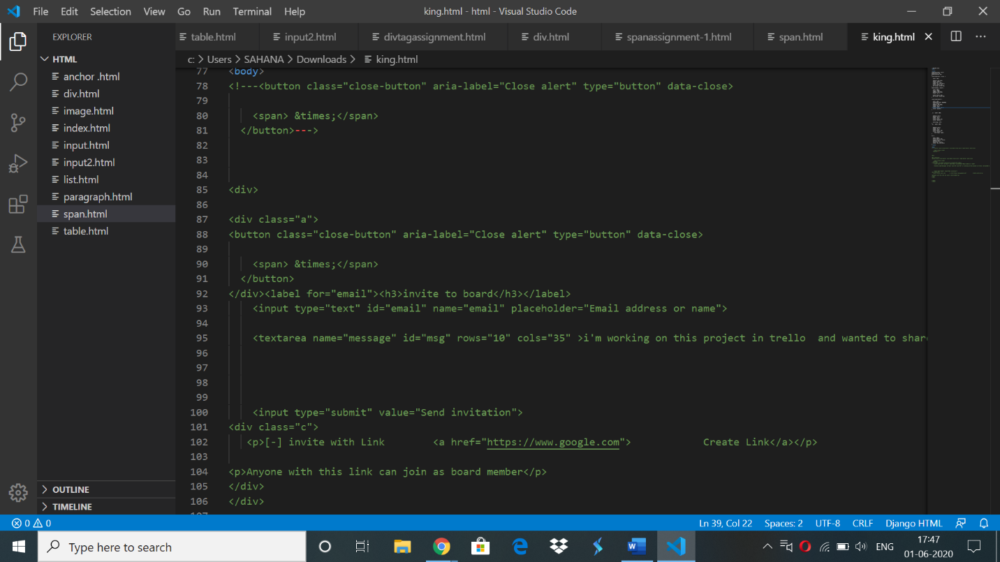 File Edit Selection View Go Run Terminal Help king.html - html - Visual Studio Code
EXPLORER
table.html input2.html divtagassignment.html div.html spanassignment-1.html span.html king.html
HTML
c: > Users > SAHANA > Downloads > king.html
anchor .html
div.html
image.html
index.html
input.html
input2.html
list.html
paragraph.html
span.html
table.html
77 <body>
78 <!---<button class="close-button" aria-label="Close alert" type="button" data-close>
79
80 <span> &times;</span>
81 </button>--->
82
83
84
85 <div>
86
87 <div class="a">
88 <button class="close-button" aria-label="Close alert" type="button" data-close>
89
90 <span> &times;</span>
91 </button>
92 </div><label for="email"><h3>invite to board</h3></label>
93 <input type="text" id="email" name="email" placeholder="Email address or name">
94
95 <textarea name="message" id="msg" rows="10" cols="35" >i'm working on this project in trello  and wanted to shar
96
97
98
99
100 <input type="submit" value="Send invitation">
101 <div class="c">
102 <p>[-] invite with Link        <a href="https://www.google.com">            Create Link</a></p>
103
104 <p>Anyone with this link can join as board member</p>
105 </div>
106 </div>
OUTLINE
TIMELINE
0 0 Ln 39, Col 22 Spaces: 2 UTF-8 CRLF Django HTML
Type here to search
ENG
17:47
01-06-2020